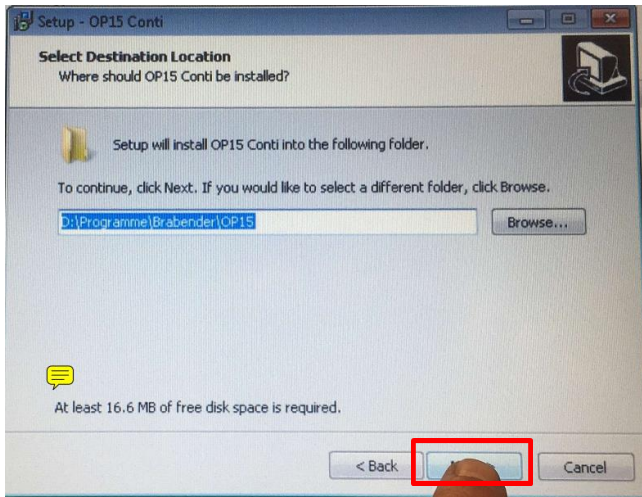 Setup - OP15 Conti
Select Destination Location
Where should OP15 Conti be installed?
Setup will install OP15 Conti into the following folder.
To continue, click Next. If you would like to select a different folder, click Browse.
D:\Programme\Brabender\OP15
Browse...
At least 16.6 MB of free disk space is required.
< Back
Cancel